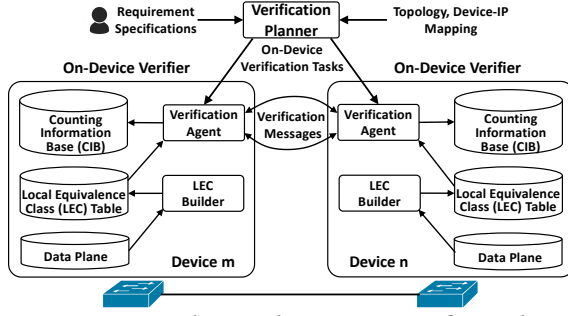 Requirement
Specifications
Verification
Planner
Topology, Device-IP
Mapping
On-Device
Verification Tasks
On-Device Verifier
On-Device Verifier
Counting
Information
Base (CIB)
Verification
Agent
Verification
Messages
Verification
Agent
Counting
Information
Base (CIB)
Local Equivalence
Class (LEC) Table
LEC
Builder
LEC
Builder
Local Equivalence
Class (LEC) Table
Data Plane
Device m
Device n
Data Plane